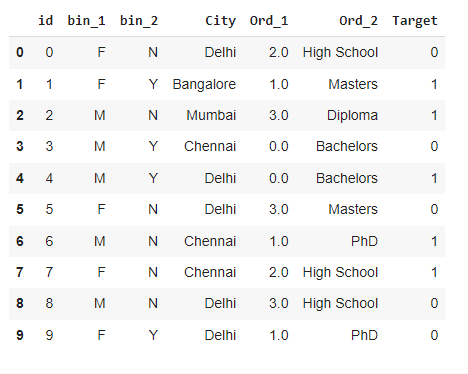 id bin_1 bin_2 City Ord_1 Ord_2 Target
0 0 F N Delhi 2.0 High School 0
1 1 F Y Bangalore 1.0 Masters 1
2 2 M N Mumbai 3.0 Diploma 1
3 3 M Y Chennai 0.0 Bachelors 0
4 4 M Y Delhi 0.0 Bachelors 1
5 5 F N Delhi 3.0 Masters 0
6 6 M N Chennai 1.0 PhD 1
7 7 F N Chennai 2.0 High School 1
8 8 M N Delhi 3.0 High School 0
9 9 F Y Delhi 1.0 PhD 0